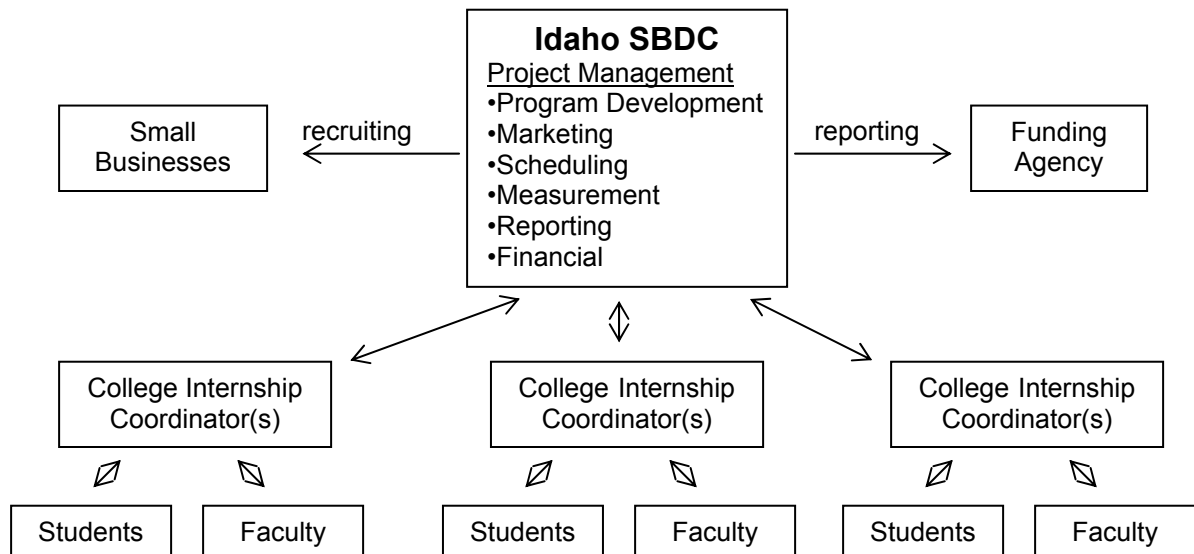 Idaho SBDC
Project Management
•Program Development
•Marketing
•Scheduling
•Measurement
•Reporting
•Financial
Small
Businesses
recruiting
reporting
Funding
Agency
College Internship
Coordinator(s)
College Internship
Coordinator(s)
College Internship
Coordinator(s)
Students
Faculty
Students
Faculty
Students
Faculty